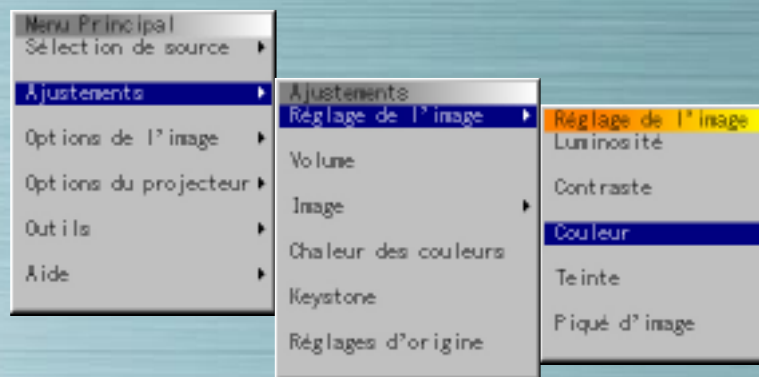 Menu Principal
Sélection de source
Ajustements
Options de l'image
Options du projecteur
Outils
Aide
Ajustements
Réglage de l'image
Volume
Image
Chaleur des couleurs
Keystone
Réglages d'origine
Réglage de l'image
Luminosité
Contraste
Couleur
Teinte
Piqué d'image